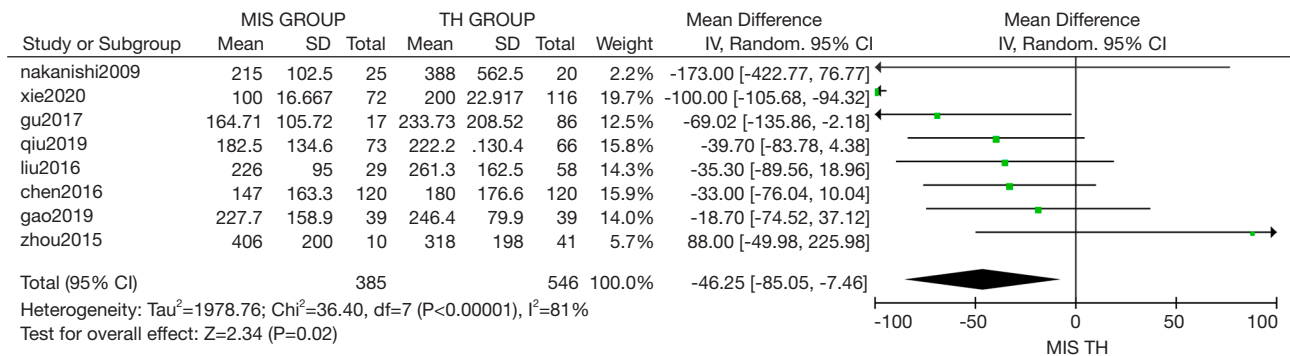 MIS GROUP TH GROUP Mean Difference Mean Difference
Study or Subgroup Mean SD Total Mean SD Total Weight IV, Random. 95% CI IV, Random. 95% CI
nakanishi2009 215 102.5 25 388 562.5 20 2.2% -173.00 [-422.77, 76.77]
xie2020 100 16.667 72 200 22.917 116 19.7% -100.00 [-105.68, -94.32]
gu2017 164.71 105.72 17 233.73 208.52 86 12.5% -69.02 [-135.86, -2.18]
qiu2019 182.5 134.6 73 222.2 .130.4 66 15.8% -39.70 [-83.78, 4.38]
liu2016 226 95 29 261.3 162.5 58 14.3% -35.30 [-89.56, 18.96]
chen2016 147 163.3 120 180 176.6 120 15.9% -33.00 [-76.04, 10.04]
gao2019 227.7 158.9 39 246.4 79.9 39 14.0% -18.70 [-74.52, 37.12]
zhou2015 406 200 10 318 198 41 5.7% 88.00 [-49.98, 225.98]
Total (95% CI) 385 546 100.0% -46.25 [-85.05, -7.46]
Heterogeneity: Tau²=1978.76; Chi²=36.40, df=7 (P<0.00001), I²=81%
Test for overall effect: Z=2.34 (P=0.02)
-100 -50 0 50 100
MIS TH